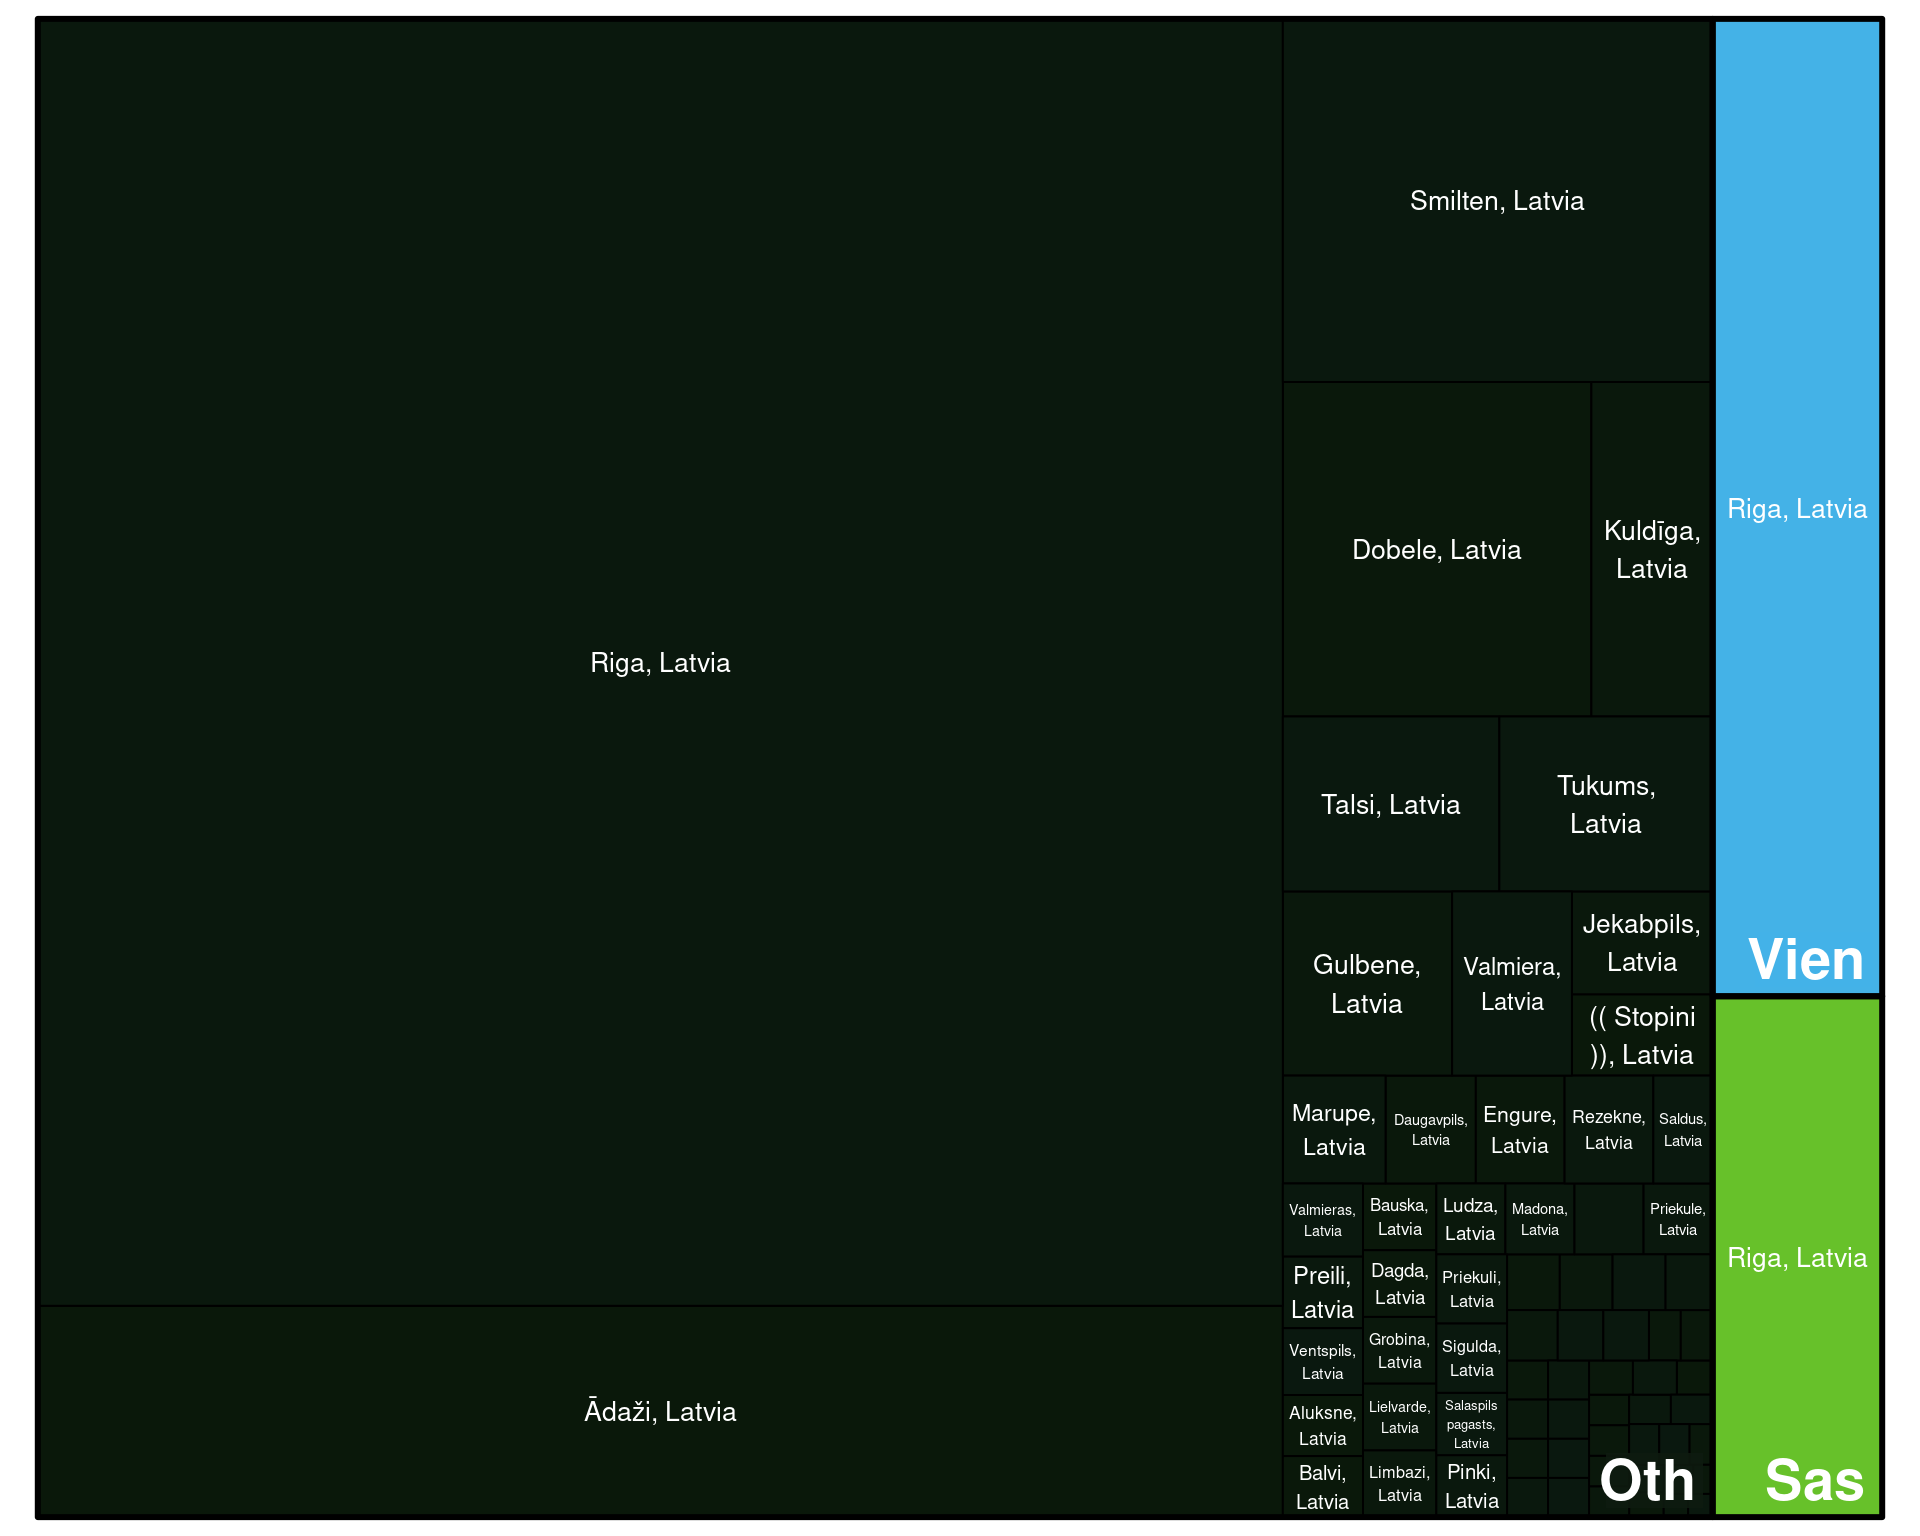 Riga, Latvia
Ādaži, Latvia
Smilten, Latvia
Dobele, Latvia
Kuldīga,
Latvia
Talsi, Latvia
Tukums,
Latvia
Gulbene,
Latvia
Valmiera,
Latvia
Jekabpils,
Latvia
(( Stopini
)), Latvia
Marupe,
Latvia
Daugavpils,
Latvia
Engure,
Latvia
Rezekne,
Latvia
Saldus,
Latvia
Valmieras,
Latvia
Preili,
Latvia
Ventspils,
Latvia
Aluksne,
Latvia
Balvi,
Latvia
Bauska,
Latvia
Dagda,
Latvia
Grobina,
Latvia
Lielvarde,
Latvia
Limbazi,
Latvia
Ludza,
Latvia
Madona,
Latvia
Priekule,
Latvia
Priekuli,
Latvia
Sigulda,
Latvia
Salaspils
pagasts,
Latvia
Pinki,
Latvia
Oth
Riga, Latvia
Vien
Riga, Latvia
Sas